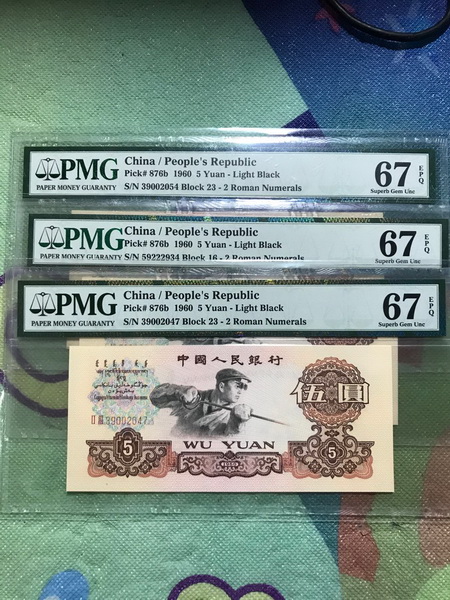 PMG
PAPER MONEY GUARANTY
China / People's Republic
Pick# 876b 1960 5 Yuan - Light Black
S/N 39002054 Block 23 - 2 Roman Numerals
67 EPQ
Superb Gem Unc
PMG
PAPER MONEY GUARANTY
China / People's Republic
Pick# 876b 1960 5 Yuan - Light Black
S/N 59222934 Block 16 - 2 Roman Numerals
67 EPQ
Superb Gem Unc
PMG
PAPER MONEY GUARANTY
China / People's Republic
Pick# 876b 1960 5 Yuan - Light Black
S/N 39002047 Block 23 - 2 Roman Numerals
67 EPQ
Superb Gem Unc
中國人民银行
伍圆
39002047
WU YUAN
5
1960
5